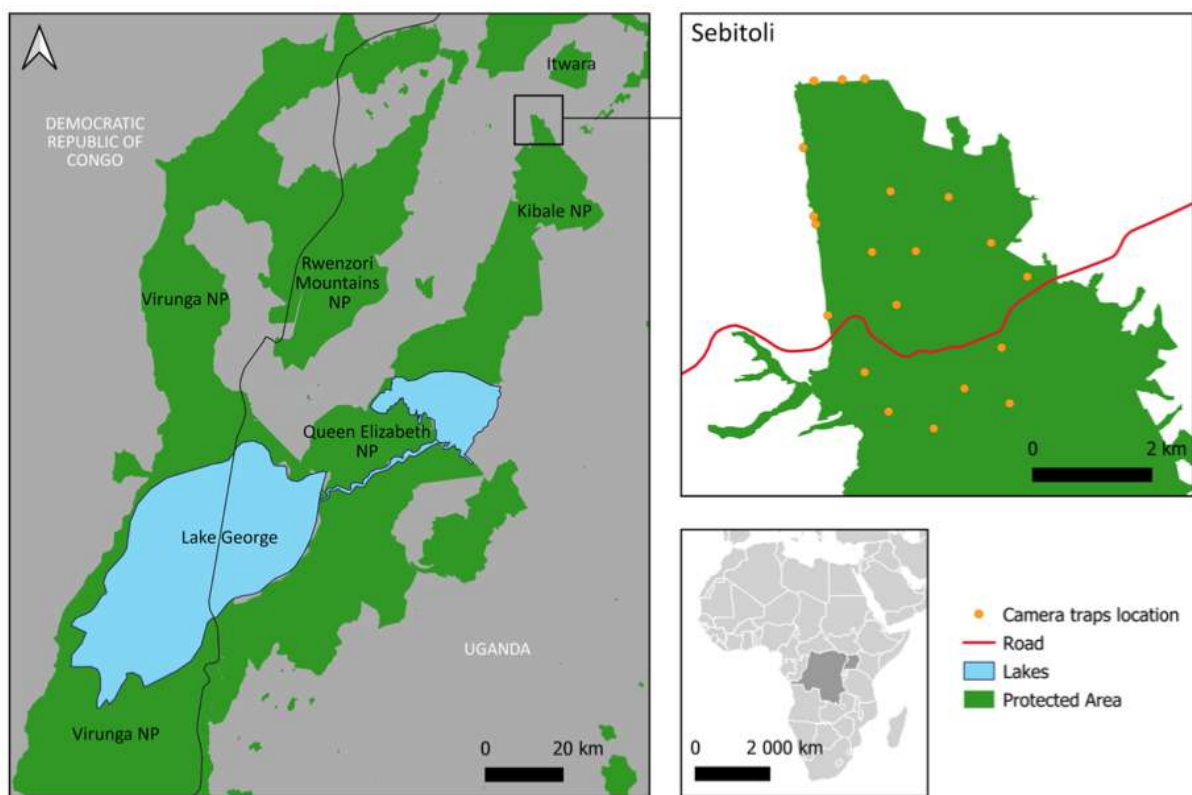 Itwara
DEMOCRATIC
REPUBLIC OF
CONGO
Kibale NP
Rwenzori
Mountains
NP
Virunga NP
Queen Elizabeth
NP
Lake George
UGANDA
Virunga NP
0 20 km
Sebitoli
0 2 km
0 2 000 km
Camera traps location
Road
Lakes
Protected Area